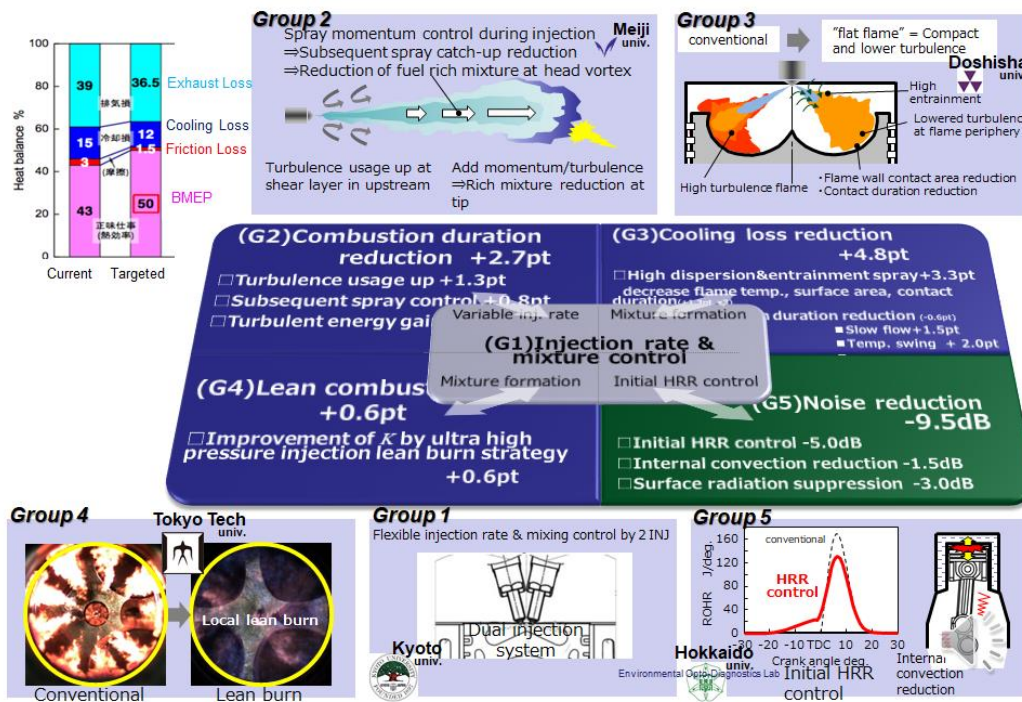 Heat balance %
100
80
60
40
20
0
39
15
3
43
36.5
12
1.5
50
排気損
冷却損
(摩擦)
正味仕事
(熱効率)
Exhaust Loss
Cooling Loss
Friction Loss
BMEP
Current
Targeted
Group 2
Meiji
univ.
Spray momentum control during injection
⇒Subsequent spray catch-up reduction
⇒Reduction of fuel rich mixture at head vortex
Turbulence usage up at
shear layer in upstream
Add momentum/turbulence
⇒Rich mixture reduction at
tip
Group 3
conventional
"flat flame" = Compact
and lower turbulence
Doshisha
univ.
High
entrainment
Lowered turbulence
at flame periphery
High turbulence flame
・Flame wall contact area reduction
・Contact duration reduction
(G2)Combustion duration
reduction +2.7pt
□Turbulence usage up +1.3pt
□Subsequent spray control +0.8pt
□Turbulent energy gai
(G3)Cooling loss reduction
+4.8pt
□High dispersion&entrainment spray+3.3pt
decrease flame temp., surface area, contact
duration
duration reduction (-0.6pt)
■Slow flow+1.5pt
■Temp. swing + 2.0pt
Variable inj. rate
Mixture formation
(G1)Injection rate &
mixture control
Mixture formation
Initial HRR control
(G4)Lean combus
+0.6pt
□Improvement of K by ultra high
pressure injection lean burn strategy
+0.6pt
(G5)Noise reduction
-9.5dB
□Initial HRR control -5.0dB
□Internal convection reduction -1.5dB
□Surface radiation suppression -3.0dB
Group 4
Tokyo Tech
univ.
Local lean burn
Conventional
Lean burn
Group 1
Flexible injection rate & mixing control by 2 INJ
Dual injection
system
Kyoto
univ.
Environmental Opto-Diagnostics Lab
Group 5
ROHR J/deg.
160
120
80
40
0
conventional
HRR
control
-30 -20 -10 TDC 10 20 30
Crank angle deg.
Hokkaido
univ.
Initial HRR
control
Internal
convection
reduction